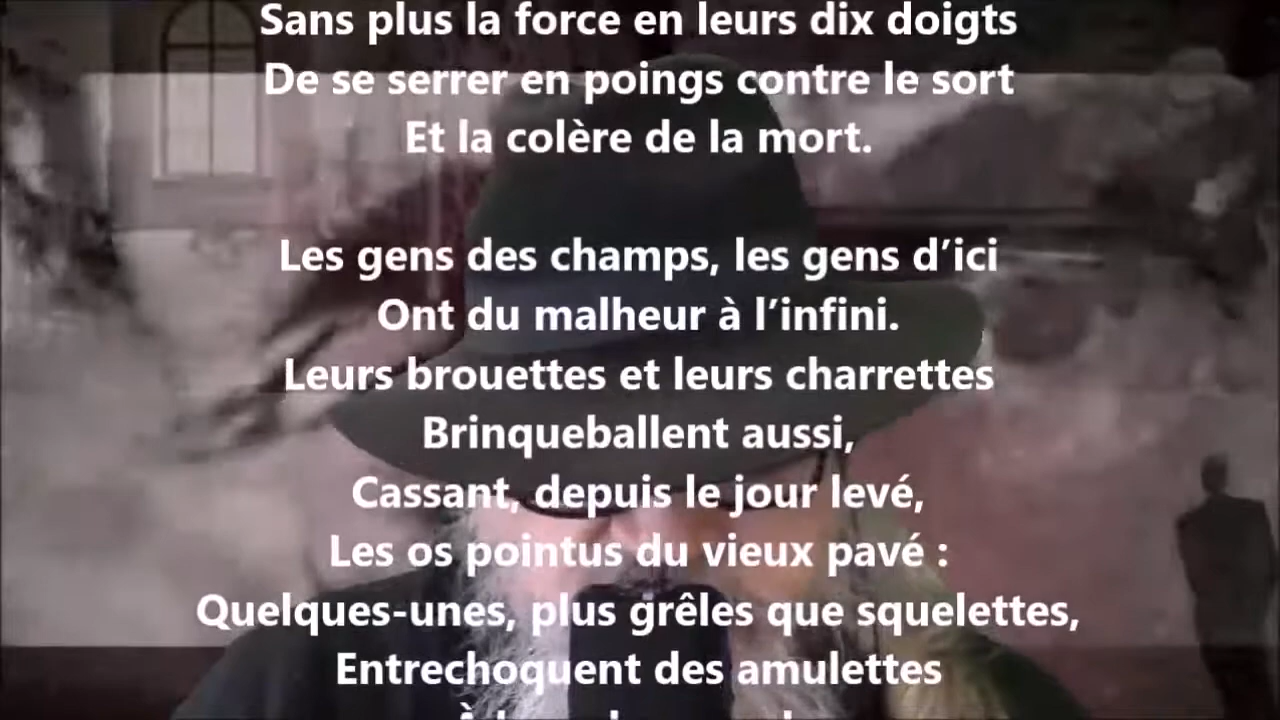 Sans plus la force en leurs dix doigts
De se serrer en poings contre le sort
Et la colère de la mort.
Les gens des champs, les gens d’ici
Ont du malheur à l’infini.
Leurs brouettes et leurs charrettes
Brinqueballent aussi,
Cassant, depuis le jour levé,
Les os pointus du vieux pavé :
Quelques-unes, plus grêles que squelettes,
Entrechoquent des amulettes